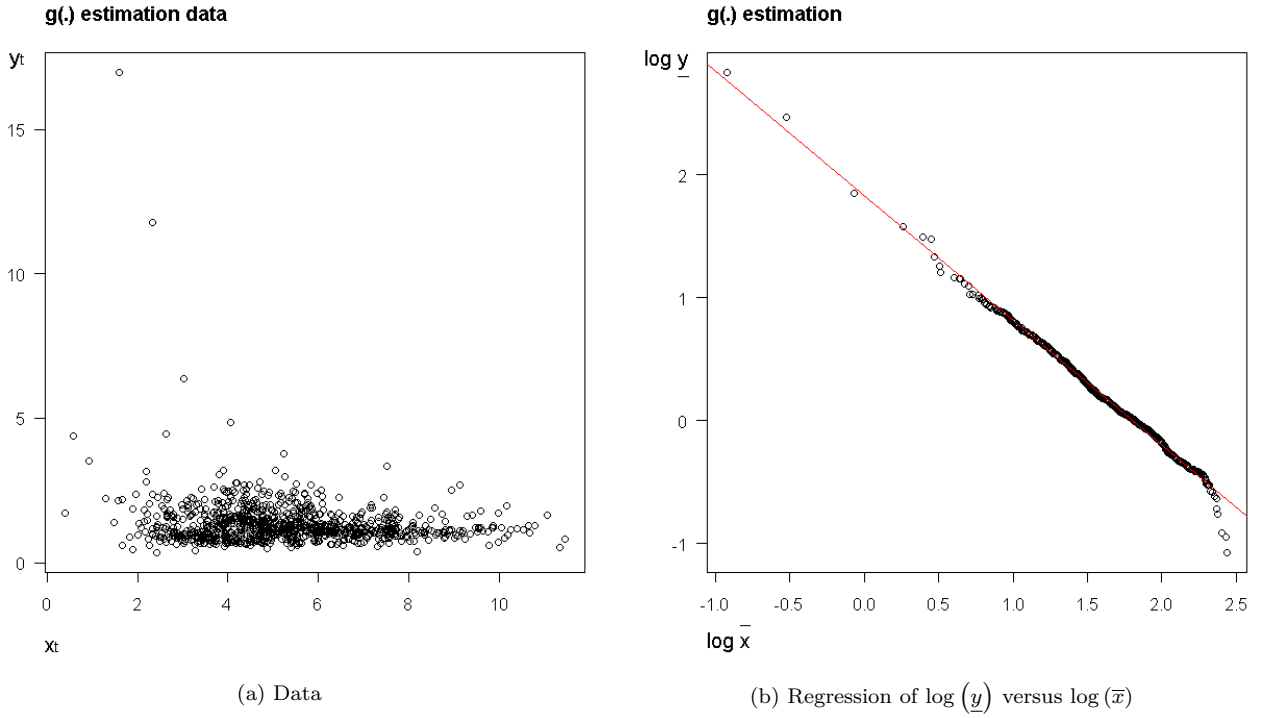 g(.) estimation data
yt
15
10
5
0
0 2 4 6 8 10
xt
(a) Data
g(.) estimation
log y
2
1
0
-1
-1.0 -0.5 0.0 0.5 1.0 1.5 2.0 2.5
log x̅
(b) Regression of log (y̲) versus log (x̅)